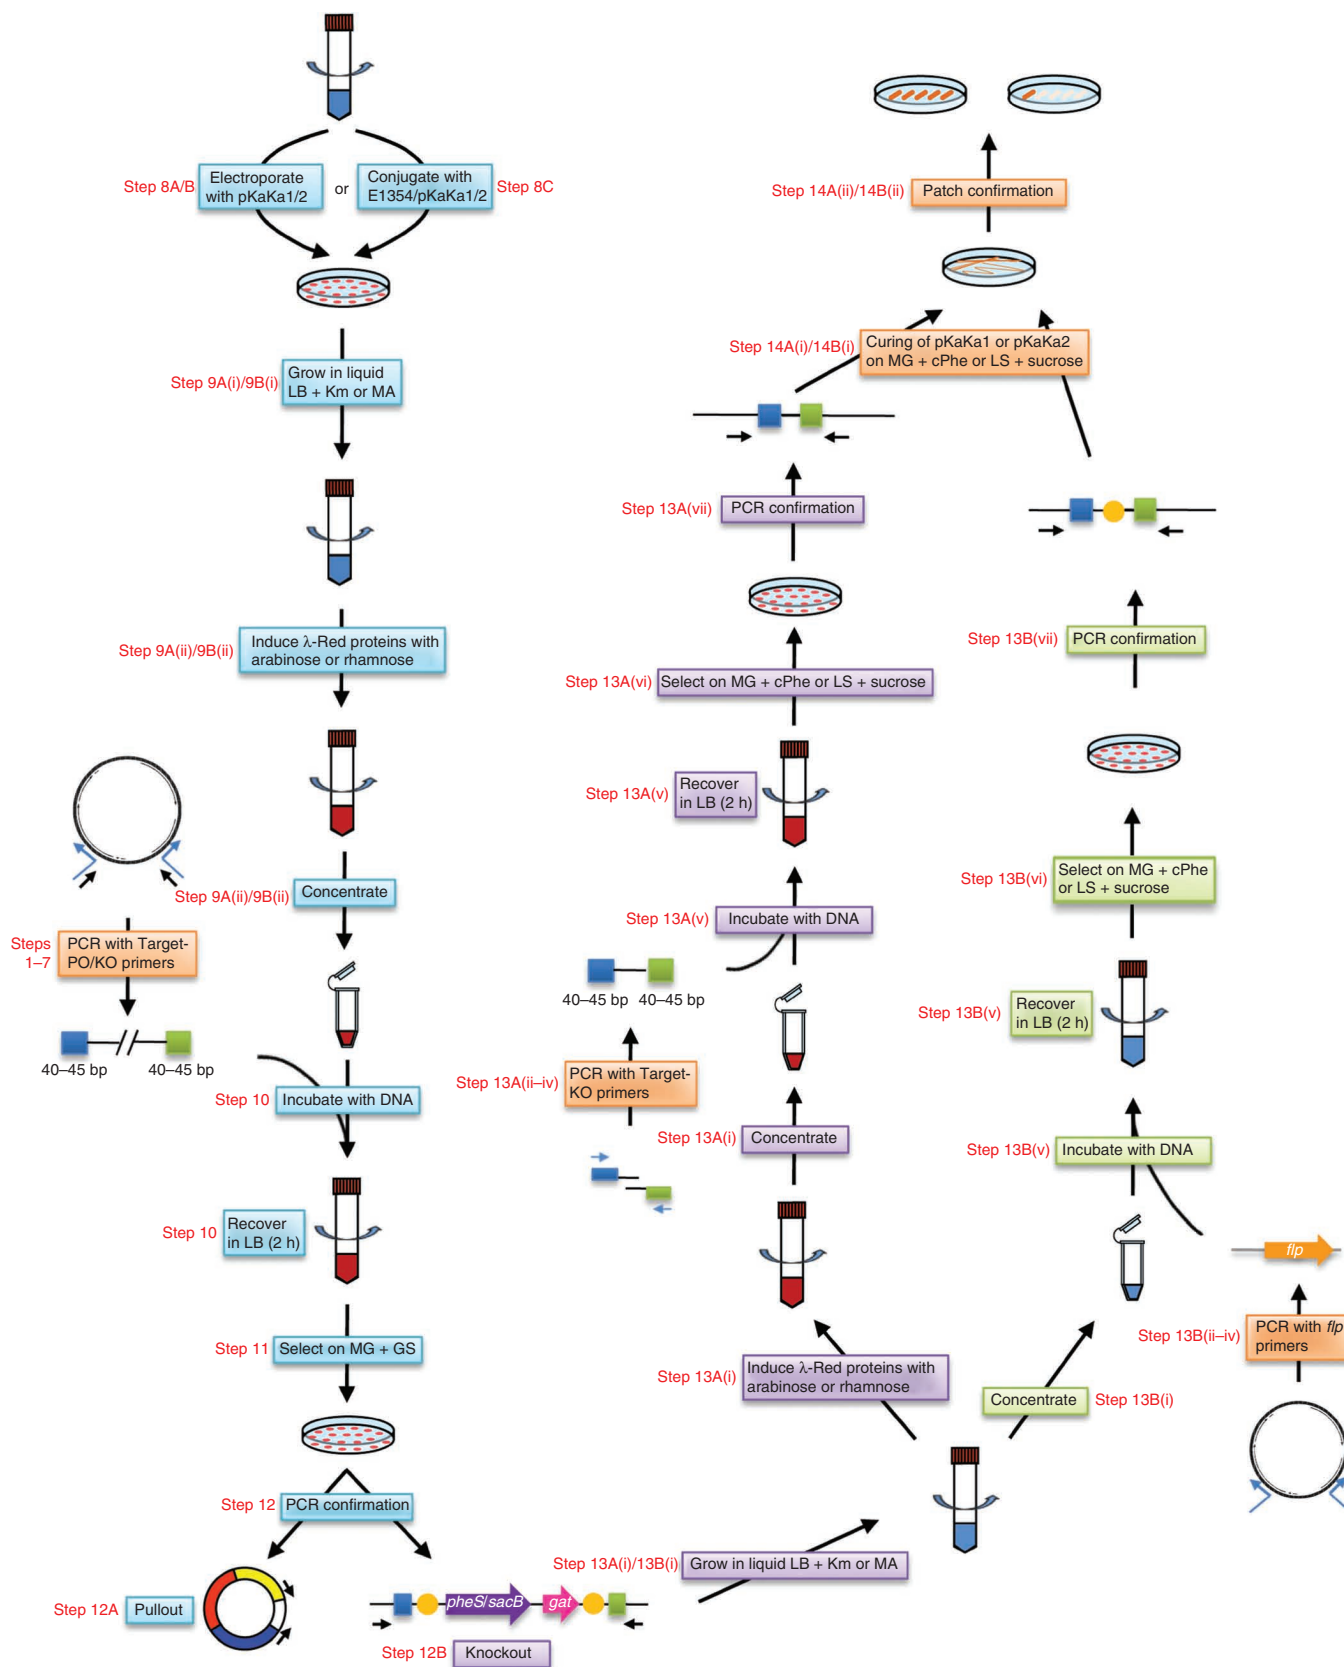 Step 8A/B
Electroporate
with pKaKa1/2
or
Conjugate with
E1354/pKaKa1/2
Step 8C
Step 9A(i)/9B(i)
Grow in liquid
LB + Km or MA
Step 9A(ii)/9B(ii)
Induce λ-Red proteins with
arabinose or rhamnose
Step 9A(ii)/9B(ii)
Concentrate
Steps
1–7
PCR with Target-
PO/KO primers
40–45 bp
40–45 bp
Step 10
Incubate with DNA
Step 10
Recover
in LB (2 h)
Step 11
Select on MG + GS
Step 12
PCR confirmation
Step 12A
Pullout
pheS/sacB
gat
Step 12B
Knockout
Step 13A(i)/13B(i)
Grow in liquid LB + Km or MA
Step 13A(i)
Induce λ-Red proteins with
arabinose or rhamnose
Step 13A(i)
Concentrate
Step 13A(ii–iv)
PCR with Target-
KO primers
40–45 bp
40–45 bp
Step 13A(v)
Incubate with DNA
Step 13A(v)
Recover
in LB (2 h)
Step 13A(vi)
Select on MG + cPhe or LS + sucrose
Step 13A(vii)
PCR confirmation
Concentrate
Step 13B(i)
Step 13B(ii–iv)
PCR with flp
primers
flp
Step 13B(v)
Incubate with DNA
Step 13B(v)
Recover
in LB (2 h)
Step 13B(vi)
Select on MG + cPhe
or LS + sucrose
Step 13B(vii)
PCR confirmation
Step 14A(i)/14B(i)
Curing of pKaKa1 or pKaKa2
on MG + cPhe or LS + sucrose
Step 14A(ii)/14B(ii)
Patch confirmation